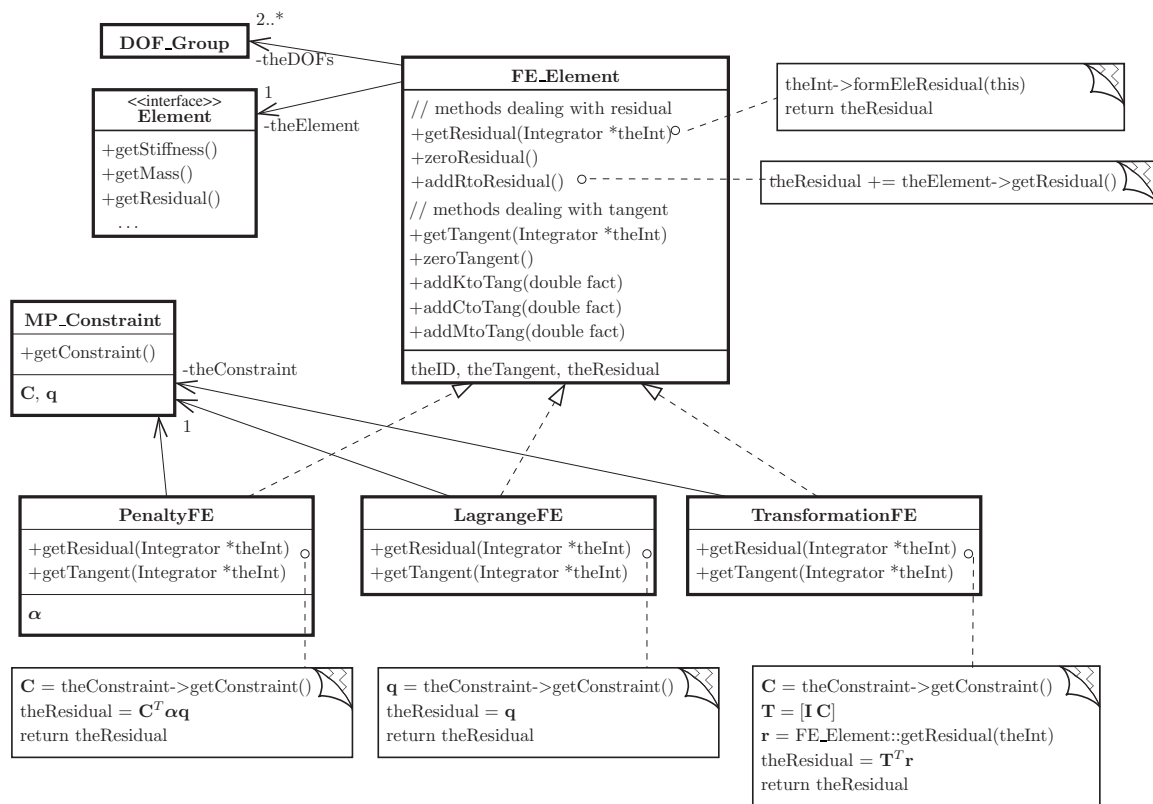 2..*
DOF_Group
-theDOFs
<<interface>>
Element
+getStiffness()
+getMass()
+getResidual()
...
1
-theElement
FE_Element
// methods dealing with residual
+getResidual(Integrator *theInt)
+zeroResidual()
+addRtoResidual()
// methods dealing with tangent
+getTangent(Integrator *theInt)
+zeroTangent()
+addKtoTang(double fact)
+addCtoTang(double fact)
+addMtoTang(double fact)
theID, theTangent, theResidual
theInt->formEleResidual(this)
return theResidual
theResidual += theElement->getResidual()
MP_Constraint
+getConstraint()
C, q
-theConstraint
1
PenaltyFE
+getResidual(Integrator *theInt)
+getTangent(Integrator *theInt)
α
LagrangeFE
+getResidual(Integrator *theInt)
+getTangent(Integrator *theInt)
TransformationFE
+getResidual(Integrator *theInt)
+getTangent(Integrator *theInt)
C = theConstraint->getConstraint()
theResidual = C^T αq
return theResidual
q = theConstraint->getConstraint()
theResidual = q
return theResidual
C = theConstraint->getConstraint()
T = [I C]
r = FE_Element::getResidual(theInt)
theResidual = T^T r
return theResidual